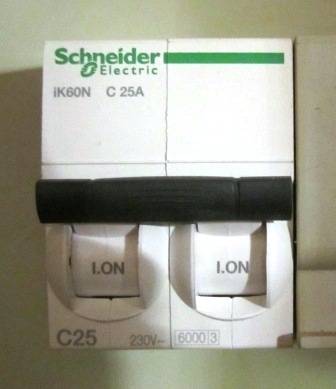 Schneider
Electric
iK60N C 25A
I.ON I.ON
C25 230V~ 6000 3